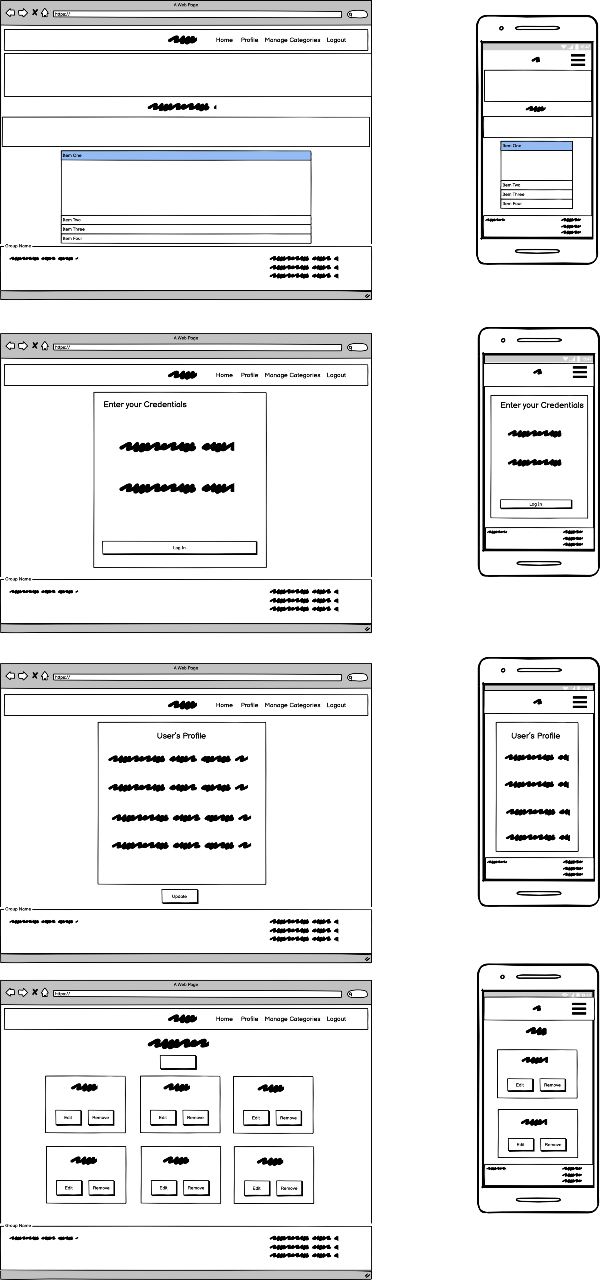 A Web Page
https://
Home Profile Manage Categories Logout
Item One
Item Two
Item Three
Item Four
Group Name
Item One
Item Two
Item Three
Item Four
A Web Page
https://
Home Profile Manage Categories Logout
Enter your Credentials
Log In
Group Name
Enter your Credentials
Log In
A Web Page
https://
Home Profile Manage Categories Logout
User's Profile
Update
Group Name
User's Profile
A Web Page
https://
Home Profile Manage Categories Logout
Edit Remove Edit Remove Edit Remove
Edit Remove Edit Remove Edit Remove
Group Name
Edit Remove
Edit Remove